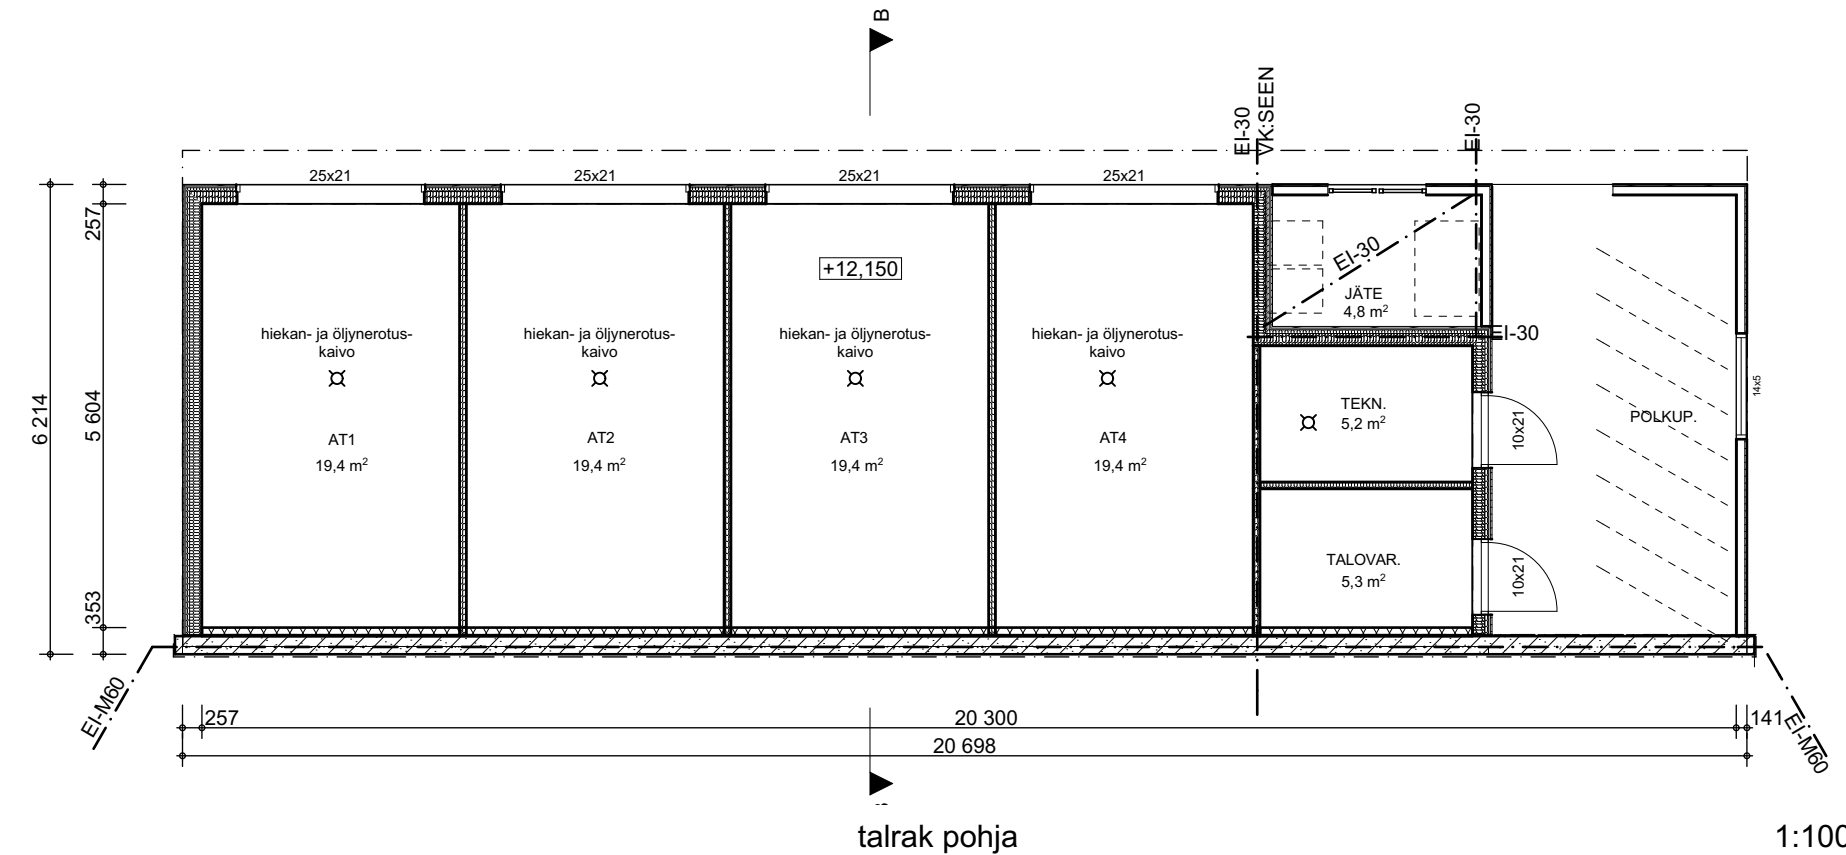 B
EI-30
VK:SEEN
EI-30
25x21
25x21
25x21
25x21
257
5 604
353
6 214
+12,150
EI-30
JÄTE
4,8 m²
EI-30
hiekan- ja öljynerotus-
kaivo
hiekan- ja öljynerotus-
kaivo
hiekan- ja öljynerotus-
kaivo
hiekan- ja öljynerotus-
kaivo
AT1
19,4 m²
AT2
19,4 m²
AT3
19,4 m²
AT4
19,4 m²
TEKN.
5,2 m²
10x21
POLKUP.
14x5
TALOVAR.
5,3 m²
10x21
EI-M60
EI-M60
257
20 300
141
20 698
talrak pohja
1:100